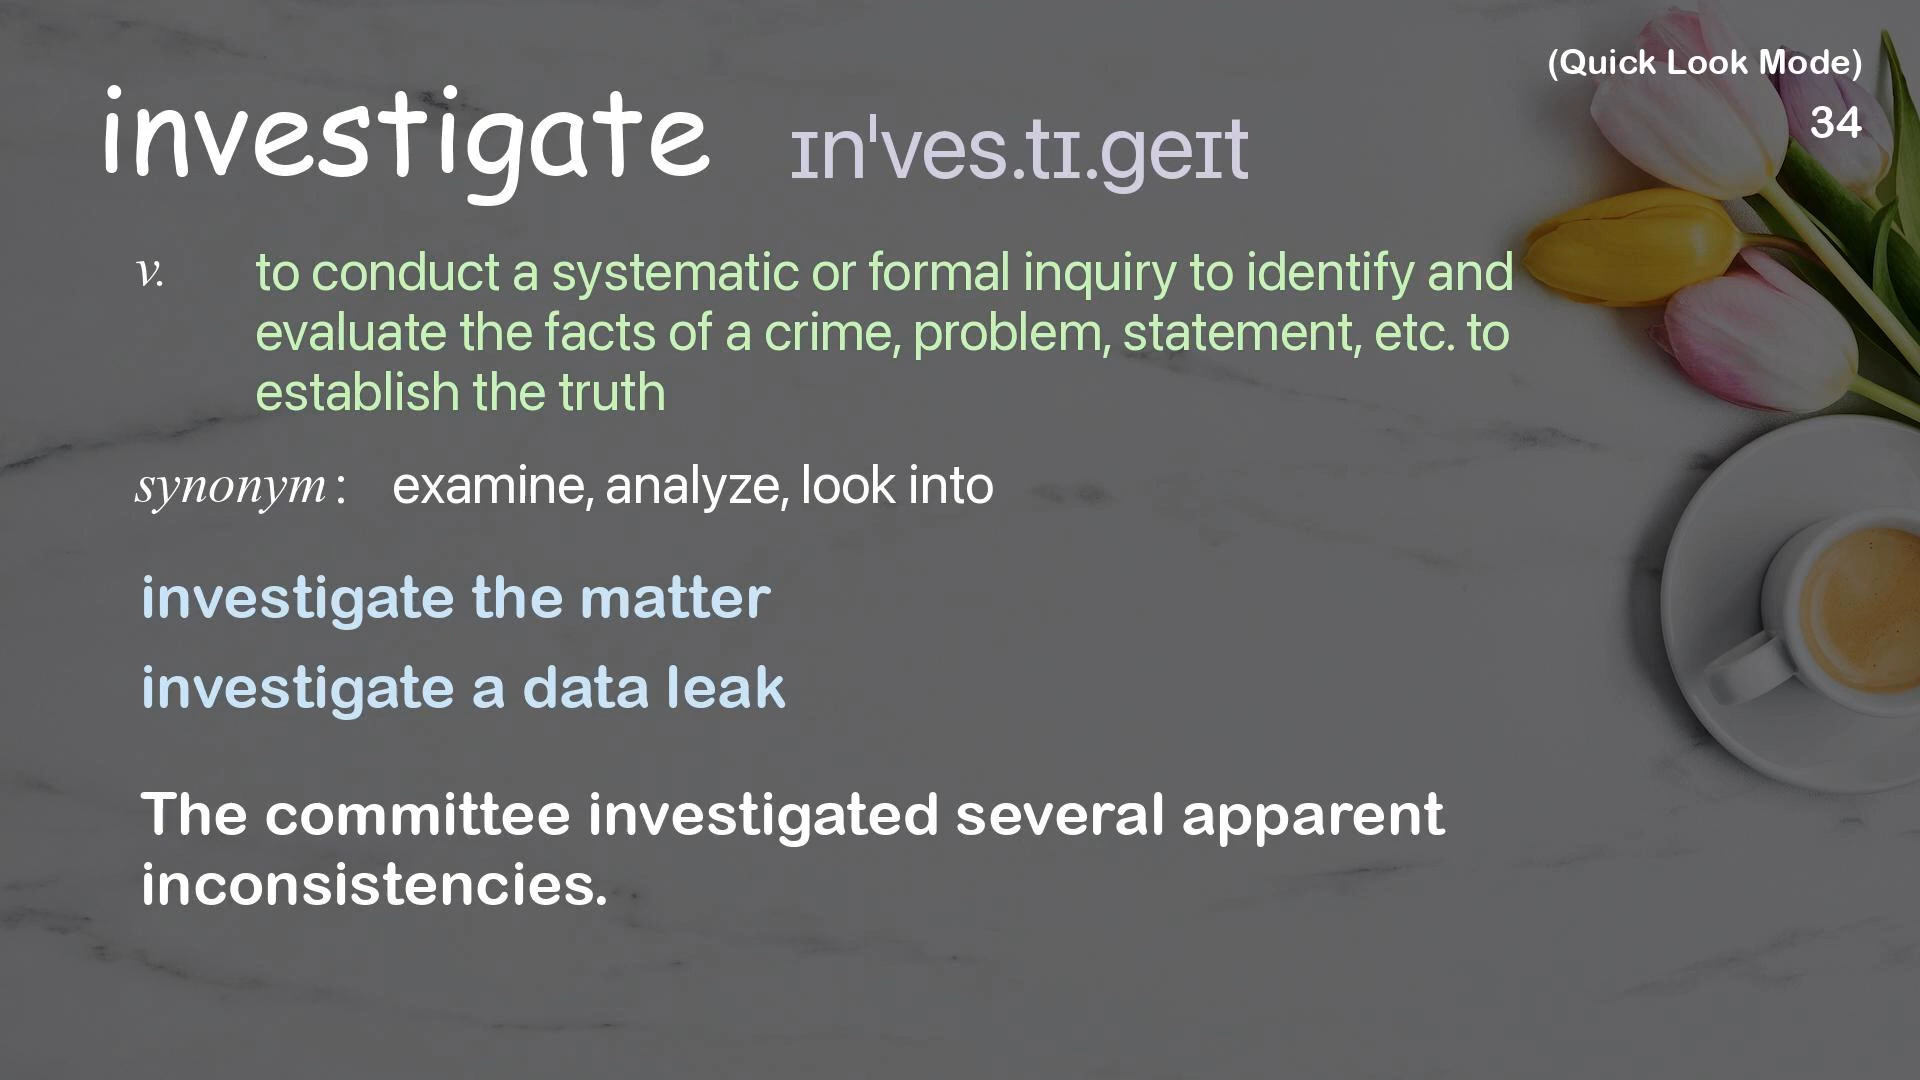 (Quick Look Mode)
34
investigate ɪnˈves.tɪ.ɡeɪt
v. to conduct a systematic or formal inquiry to identify and
evaluate the facts of a crime, problem, statement, etc. to
establish the truth
synonym: examine, analyze, look into
investigate the matter
investigate a data leak
The committee investigated several apparent
inconsistencies.